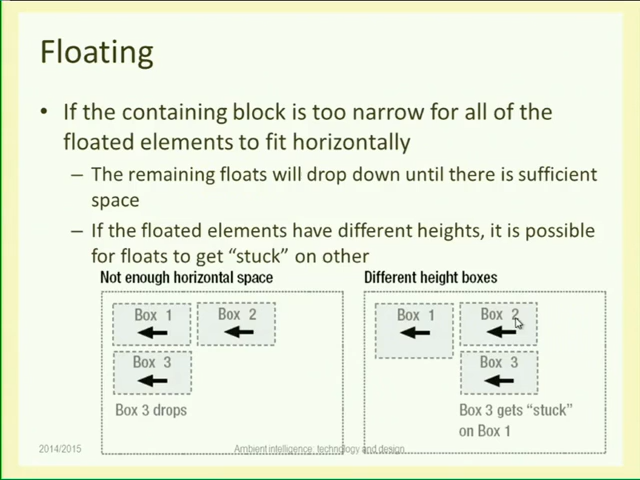 Floating
• If the containing block is too narrow for all of the
floated elements to fit horizontally
– The remaining floats will drop down until there is sufficient
space
– If the floated elements have different heights, it is possible
for floats to get “stuck” on other
Not enough horizontal space
Box 1
Box 2
Box 3
Box 3 drops
Different height boxes
Box 1
Box 2
Box 3
Box 3 gets “stuck”
on Box 1
2014/2015
Ambient intelligence: technology and design